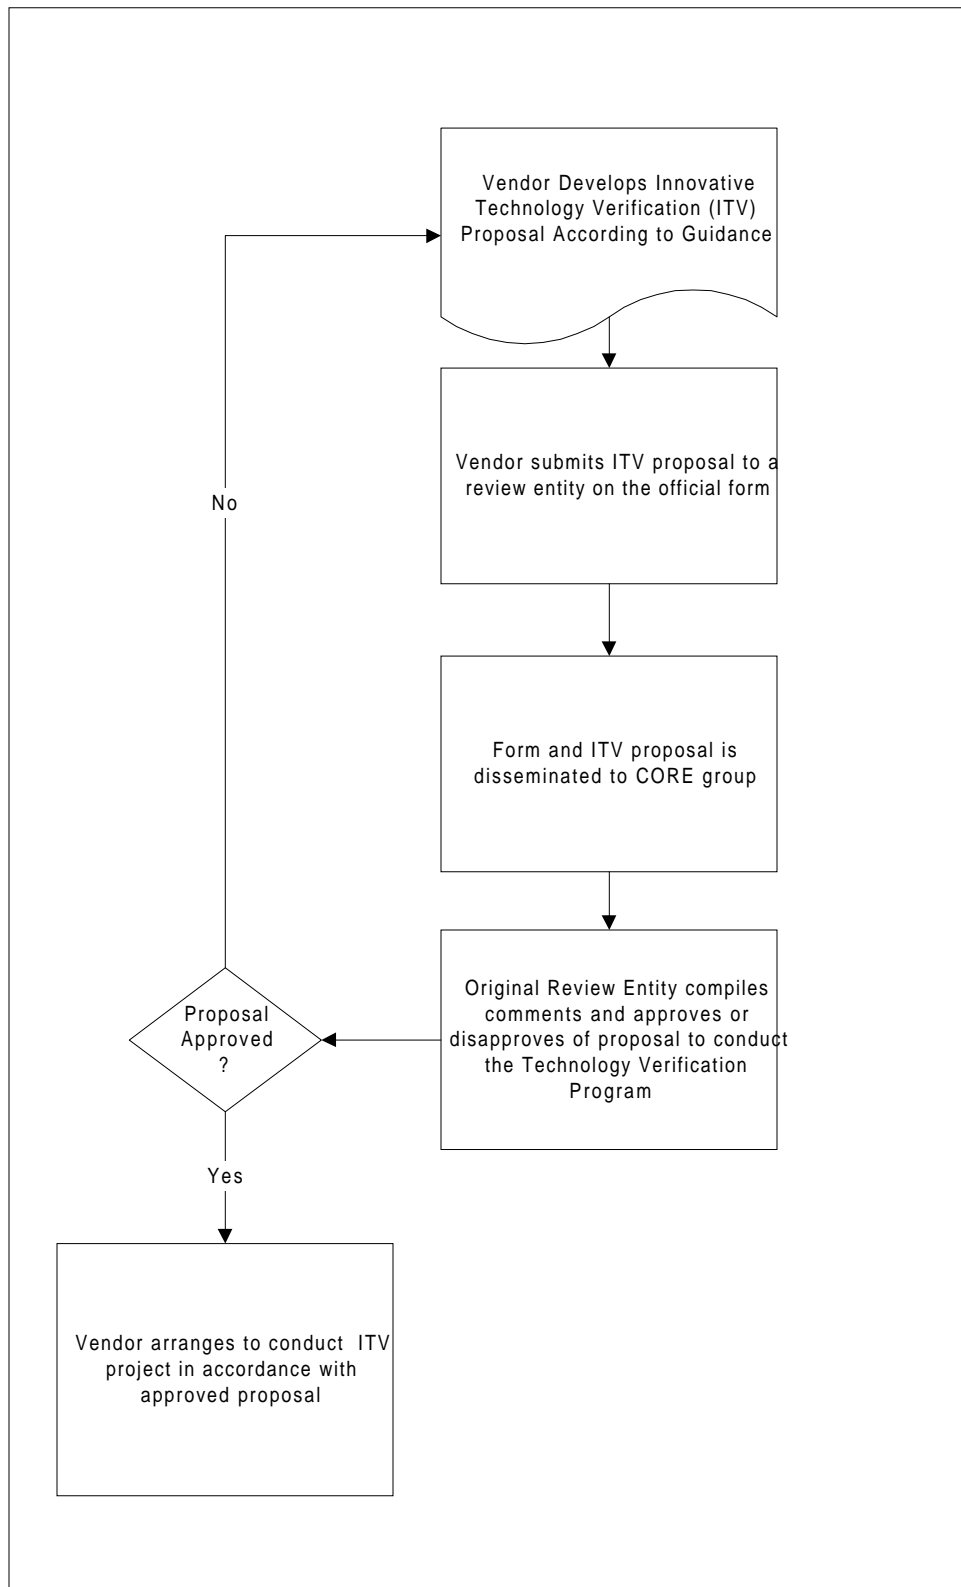 Vendor Develops Innovative
Technology Verification (ITV)
Proposal According to Guidance
Vendor submits ITV proposal to a
review entity on the official form
No
Form and ITV proposal is
disseminated to CORE group
Original Review Entity compiles
comments and approves or
disapproves of proposal to conduct
the Technology Verification
Program
Proposal
Approved
?
Yes
Vendor arranges to conduct ITV
project in accordance with
approved proposal